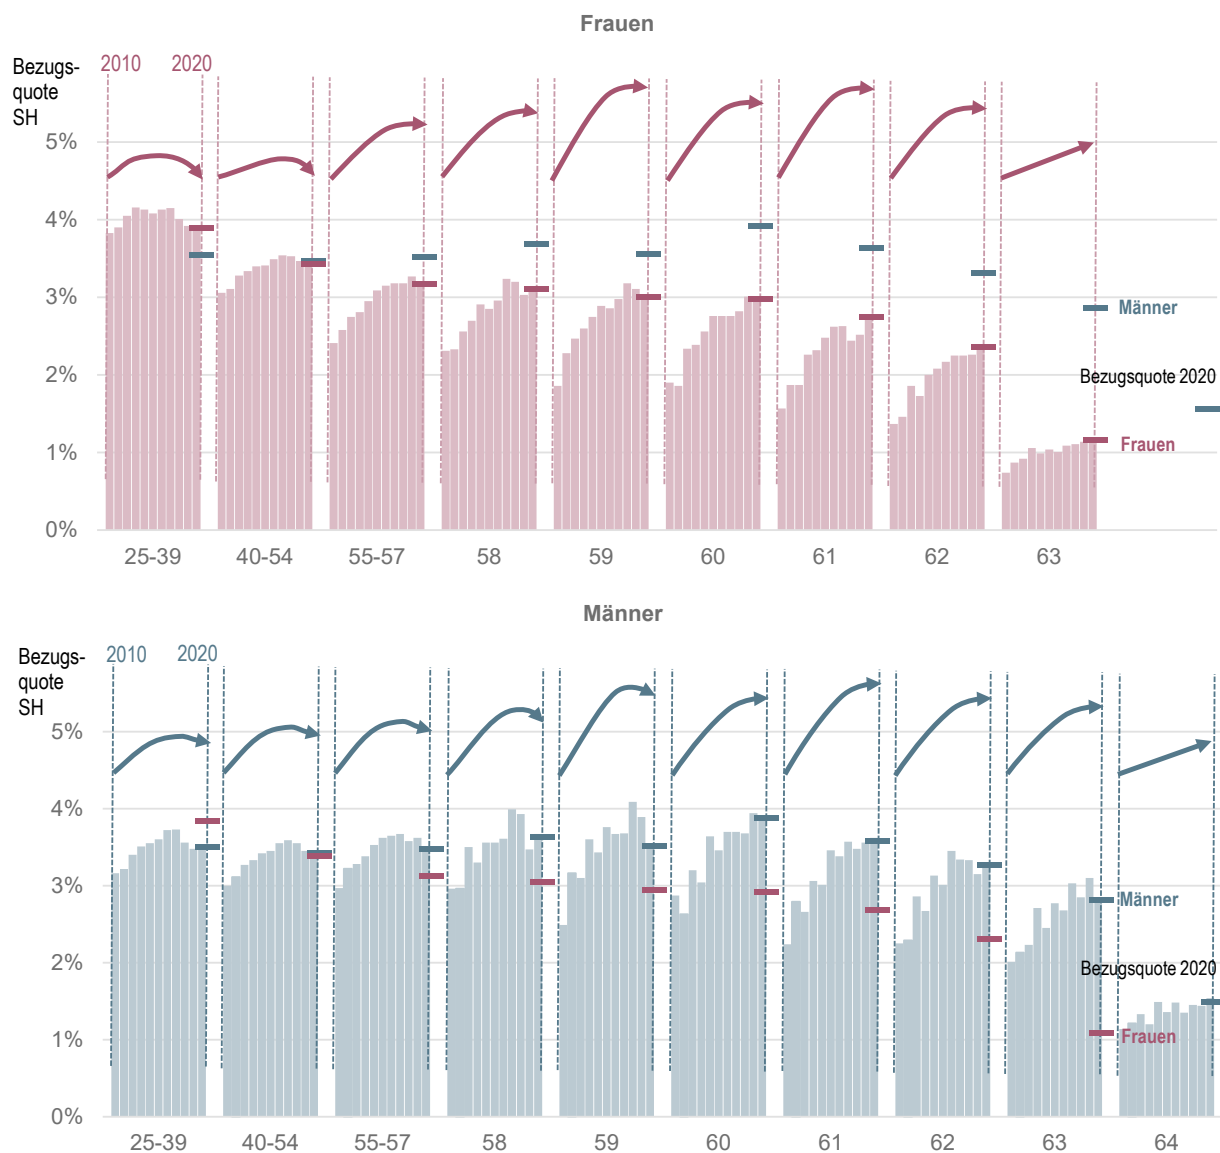 Frauen
Bezugs-
quote
SH
2010
2020
5%
4%
3%
2%
1%
0%
Männer
Bezugsquote 2020
Frauen
25-39
40-54
55-57
58
59
60
61
62
63
Männer
Bezugs-
quote
SH
2010
2020
5%
4%
3%
2%
1%
0%
Männer
Bezugsquote 2020
Frauen
25-39
40-54
55-57
58
59
60
61
62
63
64